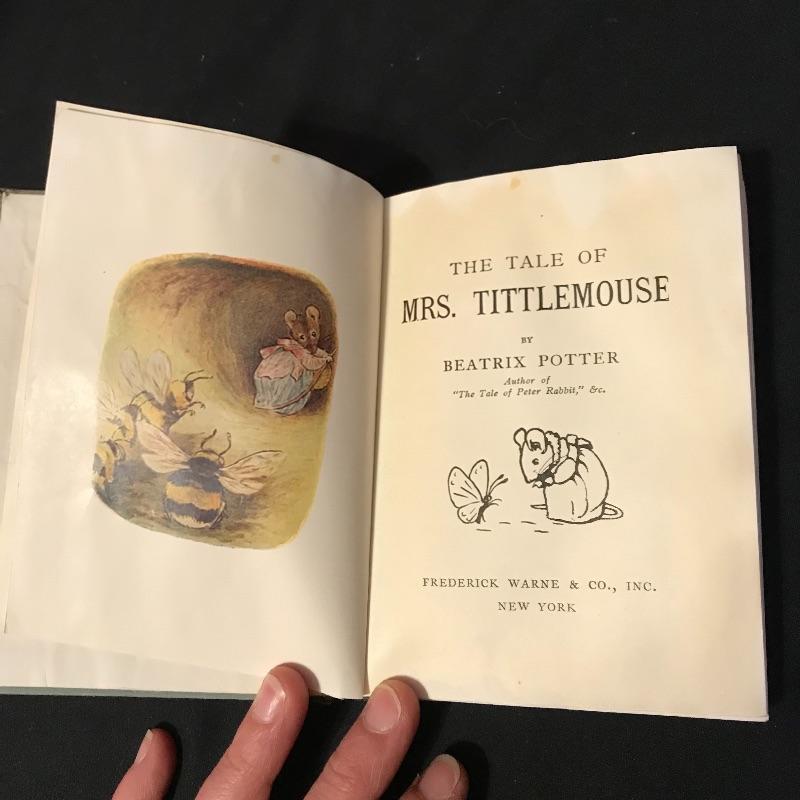 THE TALE OF
MRS. TITTLEMOUSE
BY
BEATRIX POTTER
Author of
"The Tale of Peter Rabbit," &c.
FREDERICK WARNE & CO., INC.
NEW YORK